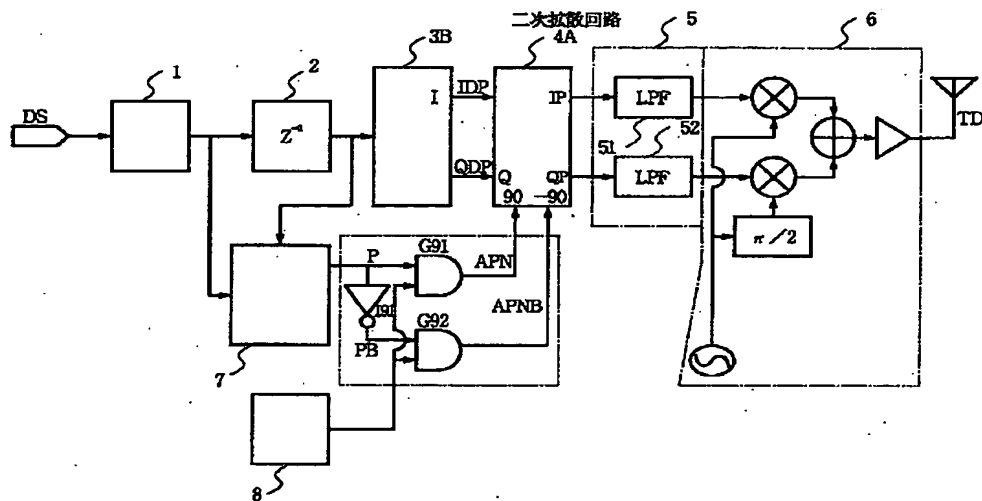 二次拡散回路
1
2
3B
4A
5
6
DS
Z⁻¹
I
IDP
QDP
IP
Q
QP
90
−90
LPF
51
52
LPF
TD
π/2
P
G91
APN
I91
G92
APNB
PB
7
8